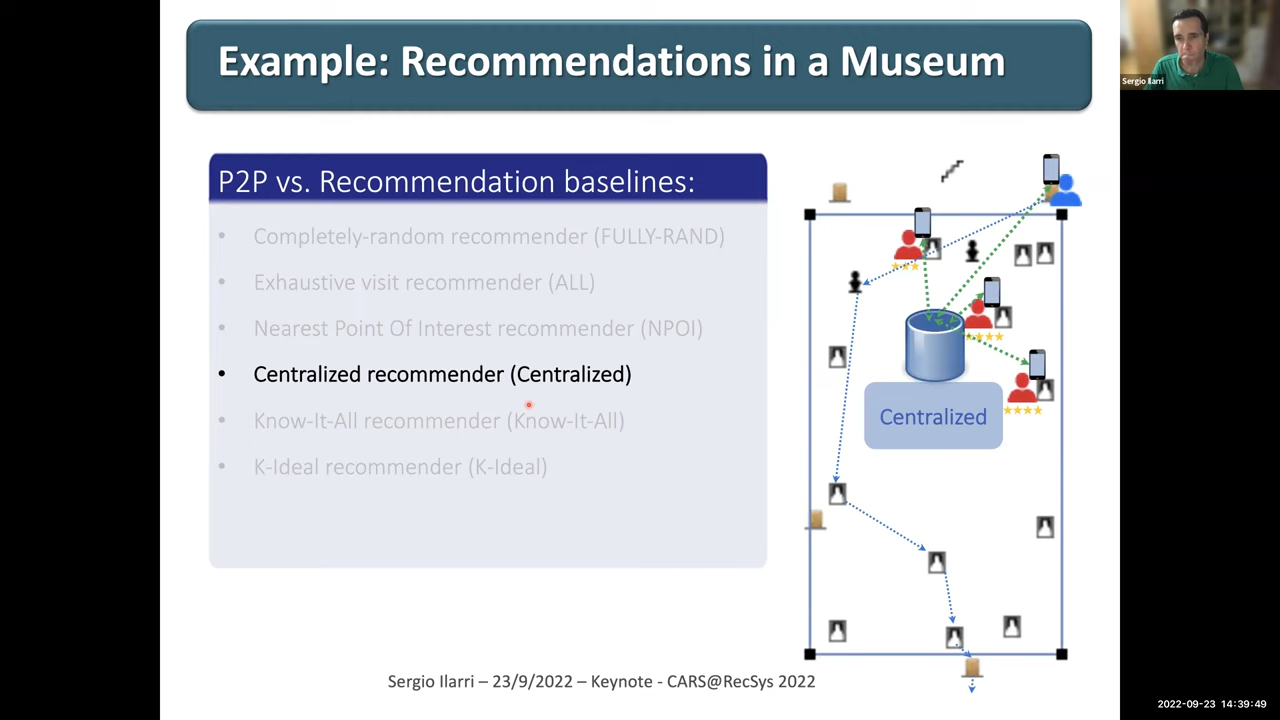 Example: Recommendations in a Museum
Sergio Ilarri
P2P vs. Recommendation baselines:
• Completely-random recommender (FULLY-RAND)
• Exhaustive visit recommender (ALL)
• Nearest Point Of Interest recommender (NPOI)
• Centralized recommender (Centralized)
• Know-It-All recommender (Know-It-All)
• K-Ideal recommender (K-Ideal)
Centralized
Sergio Ilarri – 23/9/2022 – Keynote - CARS@RecSys 2022
2022-09-23 14:39:49